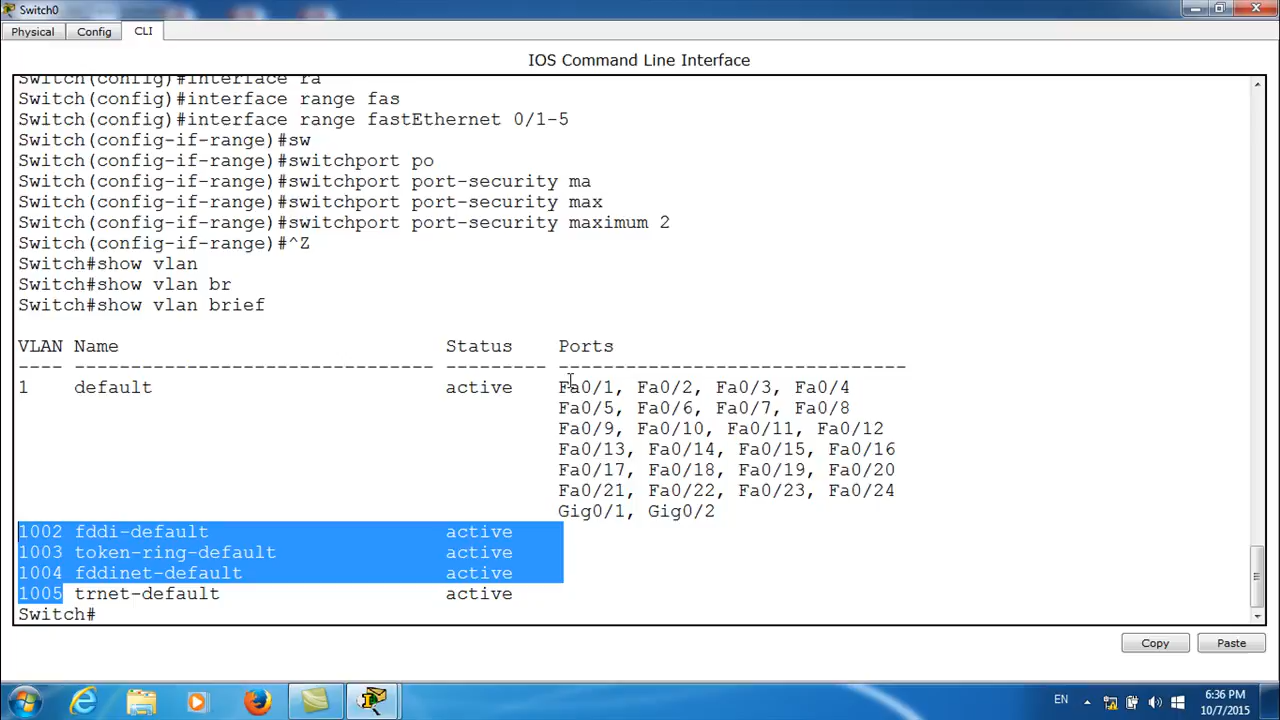 Switch0
Physical Config CLI
IOS Command Line Interface
Switch(config)#interface ra
Switch(config)#interface range fas
Switch(config)#interface range fastEthernet 0/1-5
Switch(config-if-range)#sw
Switch(config-if-range)#switchport po
Switch(config-if-range)#switchport port-security ma
Switch(config-if-range)#switchport port-security max
Switch(config-if-range)#switchport port-security maximum 2
Switch(config-if-range)#^Z
Switch#show vlan
Switch#show vlan br
Switch#show vlan brief
VLAN Name Status Ports
---- -------------------------------- --------- -------------------------------
1 default active Fa0/1, Fa0/2, Fa0/3, Fa0/4
Fa0/5, Fa0/6, Fa0/7, Fa0/8
Fa0/9, Fa0/10, Fa0/11, Fa0/12
Fa0/13, Fa0/14, Fa0/15, Fa0/16
Fa0/17, Fa0/18, Fa0/19, Fa0/20
Fa0/21, Fa0/22, Fa0/23, Fa0/24
Gig0/1, Gig0/2
1002 fddi-default active
1003 token-ring-default active
1004 fddinet-default active
1005 trnet-default active
Switch#
Copy Paste
EN 6:36 PM
10/7/2015